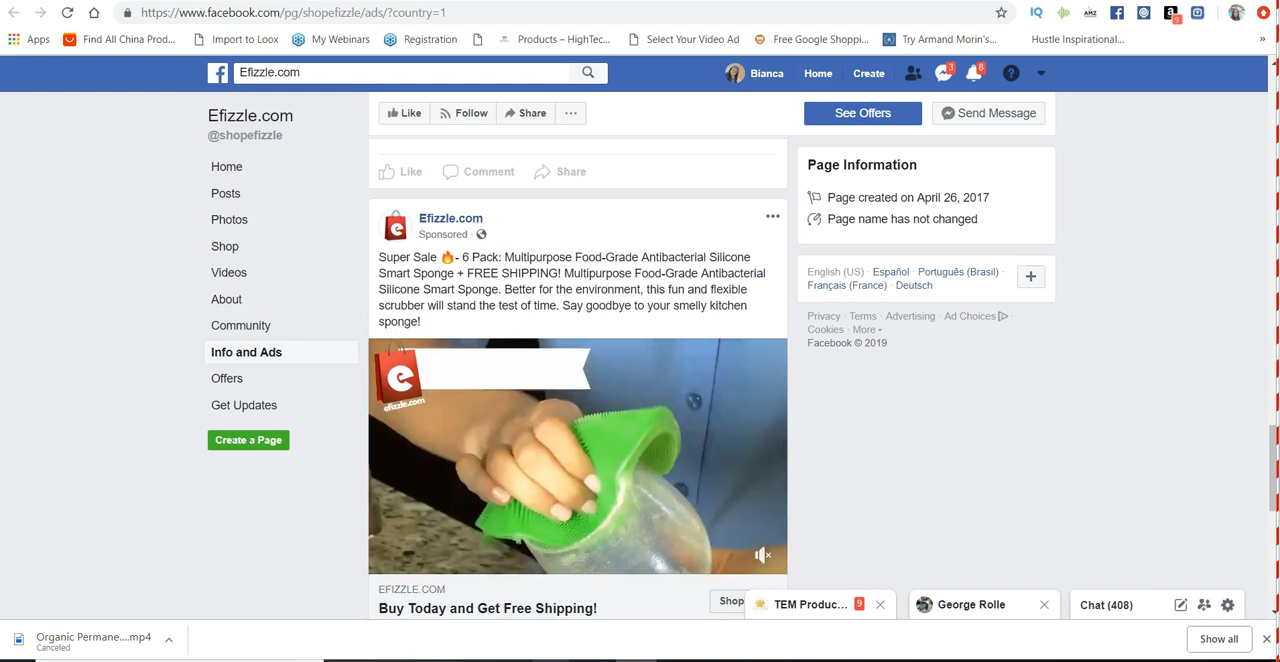 https://www.facebook.com/pg/shopefizzle/ads/?country=1
IQ
AMZ
9
Apps
Find All China Prod...
Import to Loox
My Webinars
Registration
Products – HighTec...
Select Your Video Ad
Free Google Shoppi...
Try Armand Morin's...
Hustle Inspirational...
»
Efizzle.com
Bianca
Home
Create
3
8
Efizzle.com
@shopefizzle
Home
Posts
Photos
Shop
Videos
About
Community
Info and Ads
Offers
Get Updates
Create a Page
Like
Follow
Share
...
See Offers
Send Message
Like
Comment
Share
Efizzle.com
Sponsored ·
Super Sale 🔥- 6 Pack: Multipurpose Food-Grade Antibacterial Silicone
Smart Sponge + FREE SHIPPING! Multipurpose Food-Grade Antibacterial
Silicone Smart Sponge. Better for the environment, this fun and flexible
scrubber will stand the test of time. Say goodbye to your smelly kitchen
sponge!
e
efizzle.com
EFIZZLE.COM
Buy Today and Get Free Shipping!
Shop
Page Information
Page created on April 26, 2017
Page name has not changed
English (US) · Español · Português (Brasil) ·
Français (France) · Deutsch
Privacy · Terms · Advertising · Ad Choices ·
Cookies · More
Facebook © 2019
TEM Produc... 9
George Rolle
Chat (408)
Organic Permane....mp4
Canceled
Show all